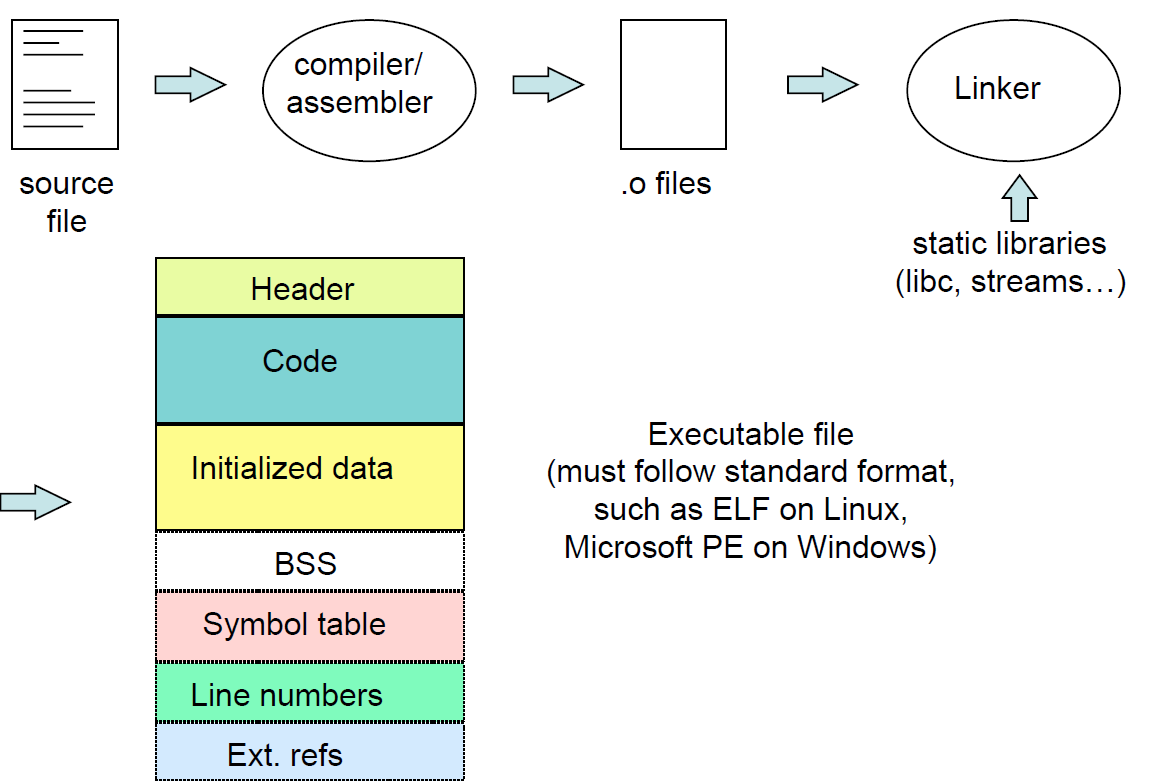 compiler/
assembler
Linker
source
file
.o files
static libraries
(libc, streams…)
Header
Code
Initialized data
BSS
Symbol table
Line numbers
Ext. refs
Executable file
(must follow standard format,
such as ELF on Linux,
Microsoft PE on Windows)